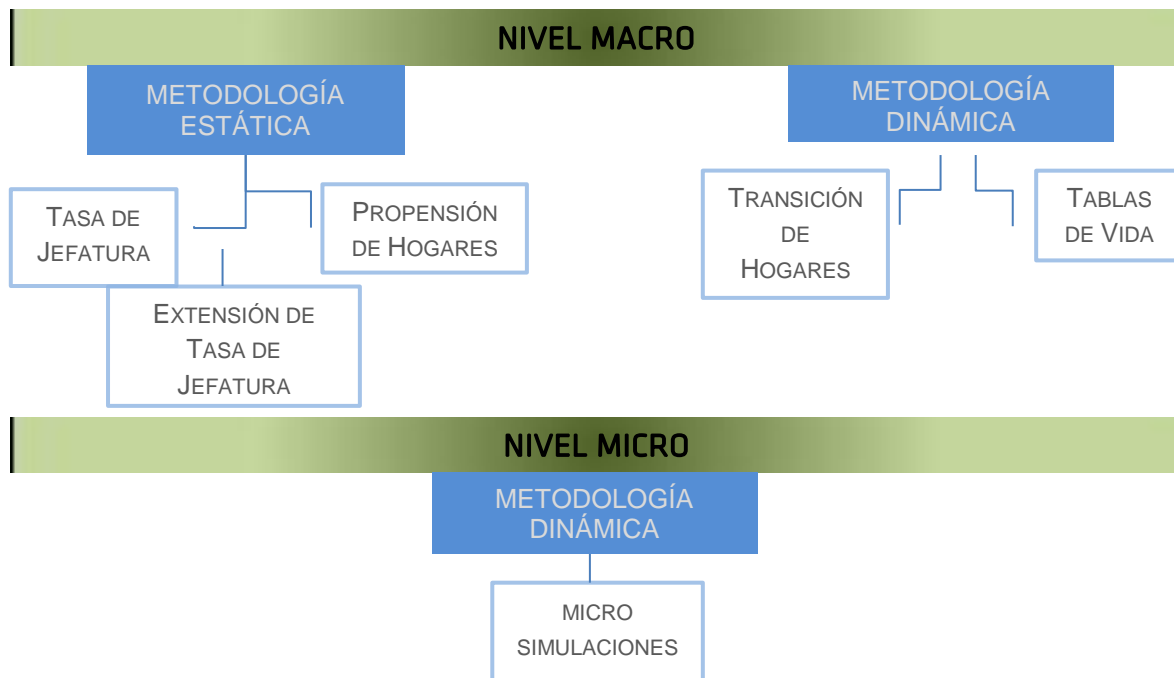 NIVEL MACRO
METODOLOGÍA
ESTÁTICA
METODOLOGÍA
DINÁMICA
TASA DE
JEFATURA
PROPENSIÓN
DE HOGARES
EXTENSIÓN DE
TASA DE
JEFATURA
TRANSICIÓN
DE
HOGARES
TABLAS
DE VIDA
NIVEL MICRO
METODOLOGÍA
DINÁMICA
MICRO
SIMULACIONES